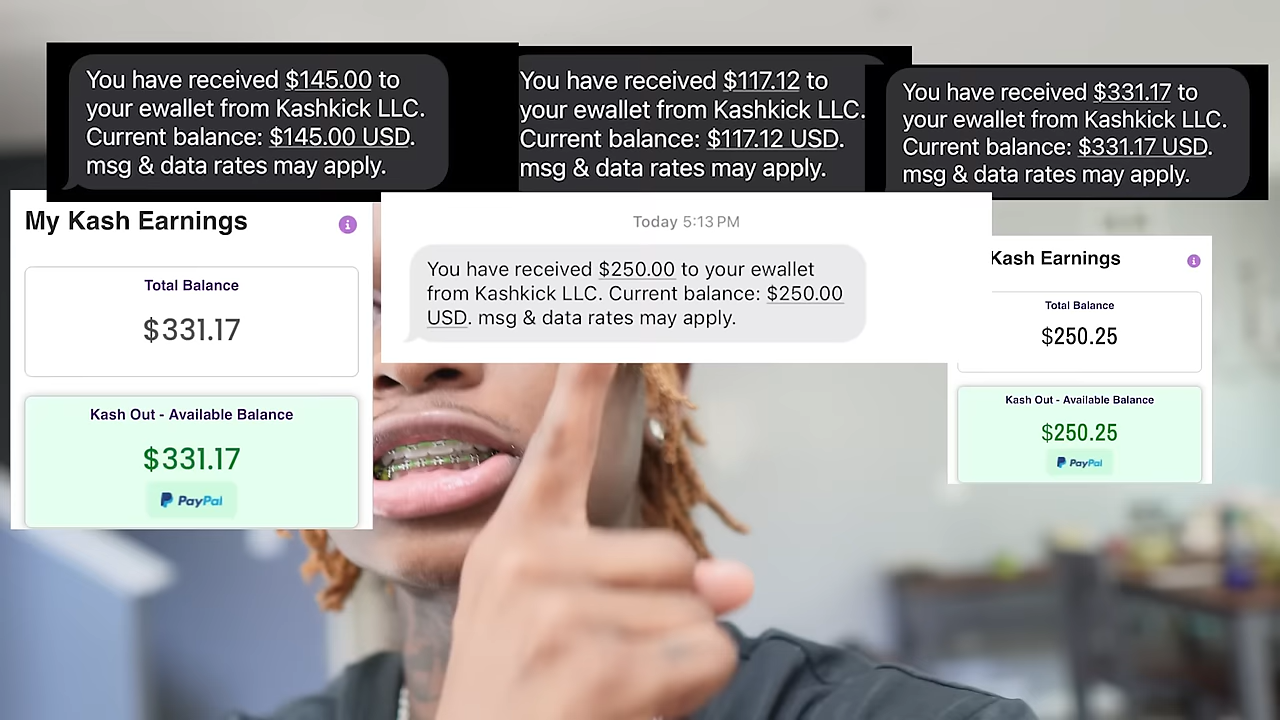 You have received $145.00 to
your ewallet from Kashkick LLC.
Current balance: $145.00 USD.
msg & data rates may apply.
You have received $117.12 to
your ewallet from Kashkick LLC.
Current balance: $117.12 USD.
msg & data rates may apply.
You have received $331.17 to
your ewallet from Kashkick LLC.
Current balance: $331.17 USD.
msg & data rates may apply.
My Kash Earnings
Total Balance
$331.17
Kash Out - Available Balance
$331.17
PayPal
Today 5:13 PM
You have received $250.00 to your ewallet
from Kashkick LLC. Current balance: $250.00
USD. msg & data rates may apply.
Kash Earnings
Total Balance
$250.25
Kash Out - Available Balance
$250.25
PayPal